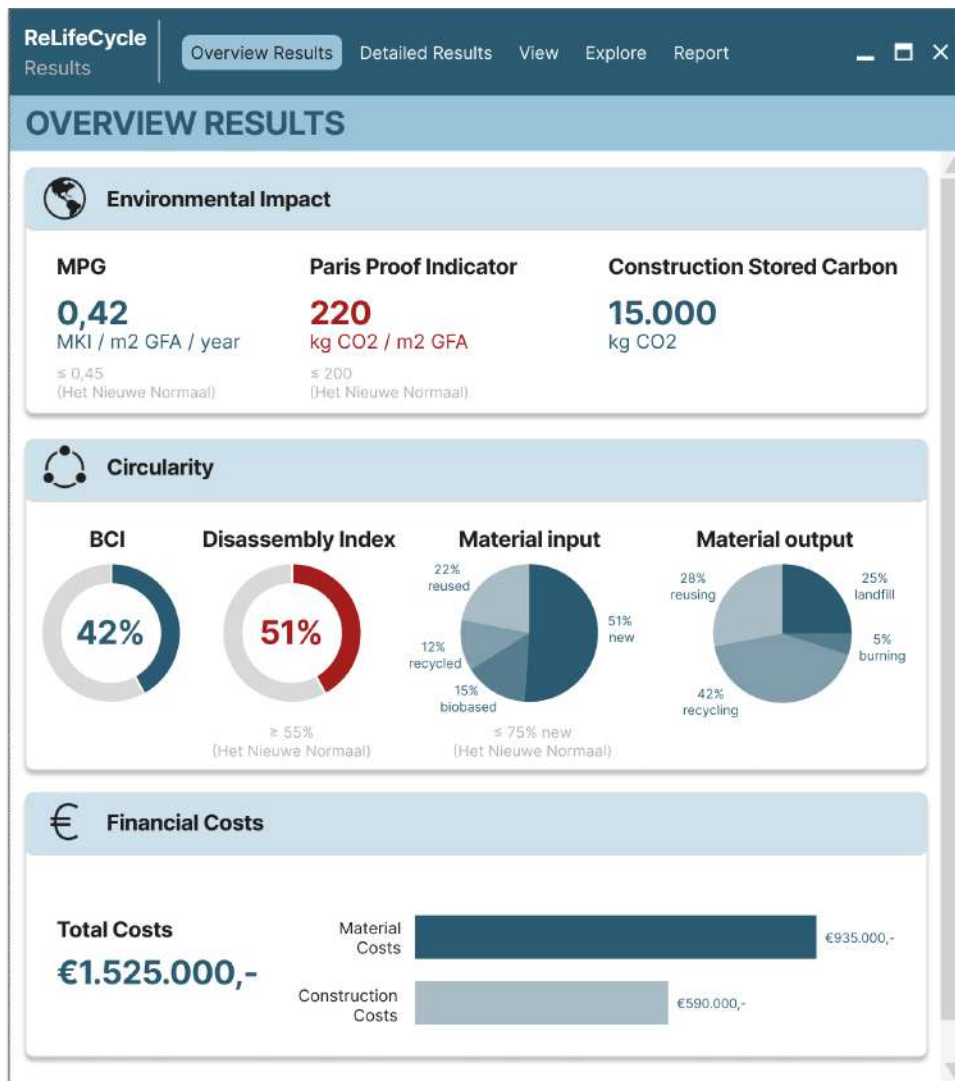 ReLifeCycle
Results
Overview Results
Detailed Results
View
Explore
Report
OVERVIEW RESULTS
Environmental Impact
MPG
0,42
MKI / m2 GFA / year
≤ 0,45
(Het Nieuwe Normaal)
Paris Proof Indicator
220
kg CO2 / m2 GFA
≤ 200
(Het Nieuwe Normaal)
Construction Stored Carbon
15.000
kg CO2
Circularity
BCI
42%
Disassembly Index
51%
≥ 55%
(Het Nieuwe Normaal)
Material input
22%
reused
51%
new
12%
recycled
15%
biobased
≤ 75% new
(Het Nieuwe Normaal)
Material output
28%
reusing
25%
landfill
5%
burning
42%
recycling
€ Financial Costs
Total Costs
€1.525.000,-
Material
Costs
€935.000,-
Construction
Costs
€590.000,-